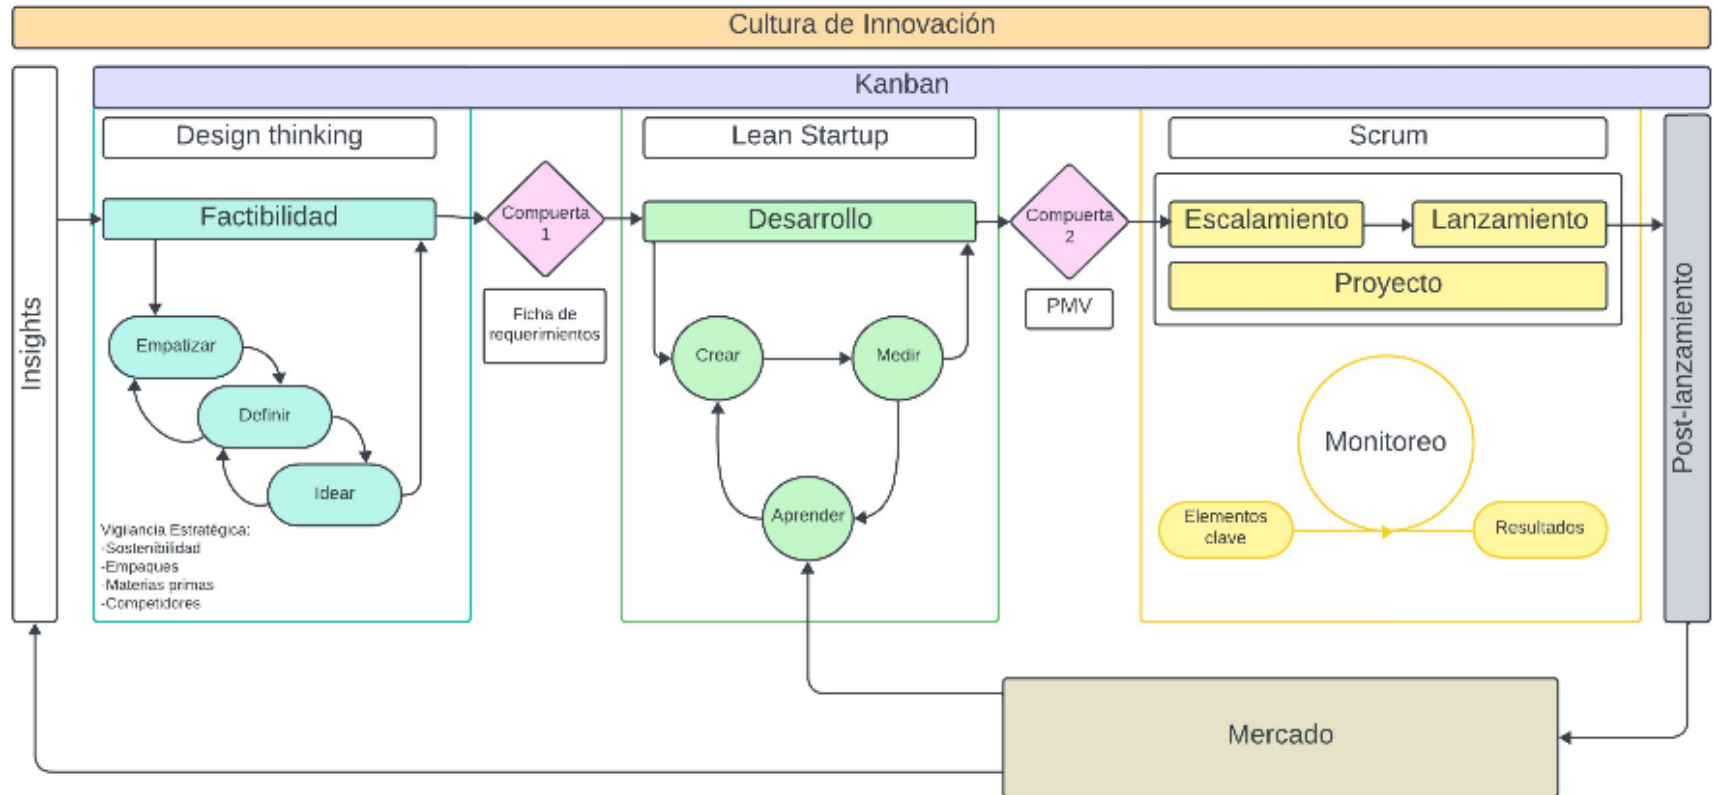 Cultura de Innovación
Kanban
Insights
Design thinking
Factibilidad
Empatizar
Definir
Idear
Vigilancia Estratégica:
-Sostenibilidad
-Empaques
-Materias primas
-Competidores
Compuerta
1
Ficha de
requerimientos
Lean Startup
Desarrollo
Crear
Medir
Aprender
Compuerta
2
PMV
Scrum
Escalamiento
Lanzamiento
Proyecto
Monitoreo
Elementos
clave
Resultados
Post-lanzamiento
Mercado